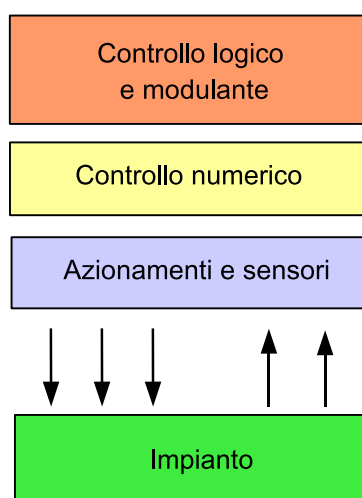 Controllo logico
e modulante
Controllo numerico
Azionamenti e sensori
Impianto